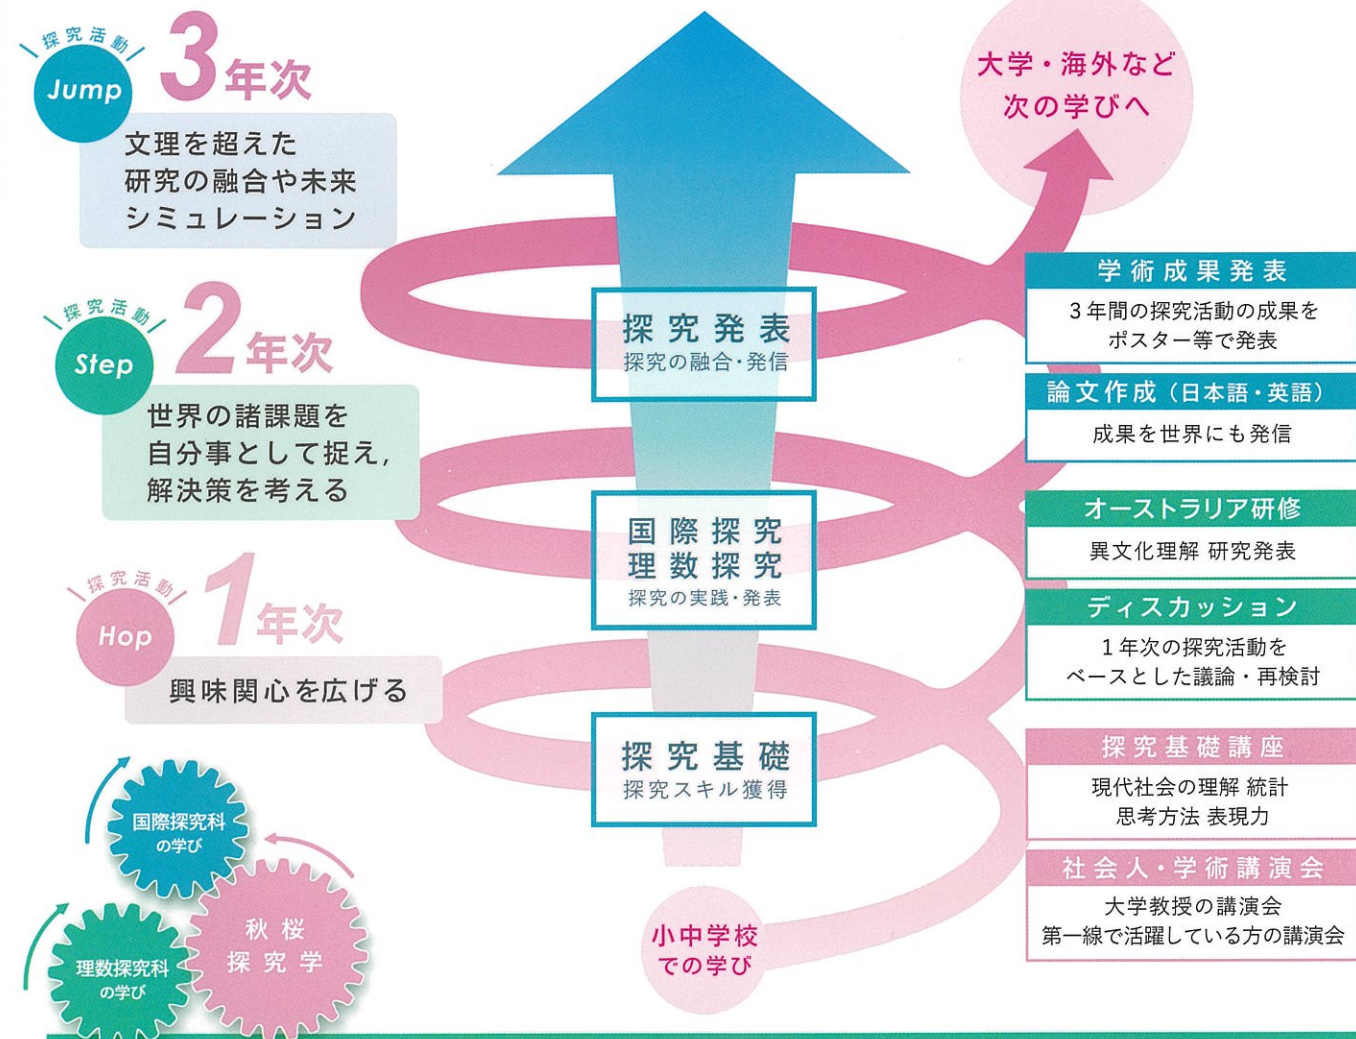 探究活動
Jump
3年次
文理を超えた
研究の融合や未来
シミュレーション
探究活動
Step
2年次
世界の諸課題を
自分事として捉え,
解決策を考える
探究活動
Hop
1年次
興味関心を広げる
国際探究科
の学び
秋桜
探究学
理数探究科
の学び
探究発表
探究の融合・発信
国際探究
理数探究
探究の実践・発表
探究基礎
探究スキル獲得
小中学校
での学び
大学・海外など
次の学びへ
学術成果発表
3年間の探究活動の成果を
ポスター等で発表
論文作成（日本語・英語）
成果を世界にも発信
オーストラリア研修
異文化理解 研究発表
ディスカッション
1年次の探究活動を
ベースとした議論・再検討
探究基礎講座
現代社会の理解 統計
思考方法 表現力
社会人・学術講演会
大学教授の講演会
第一線で活躍している方の講演会